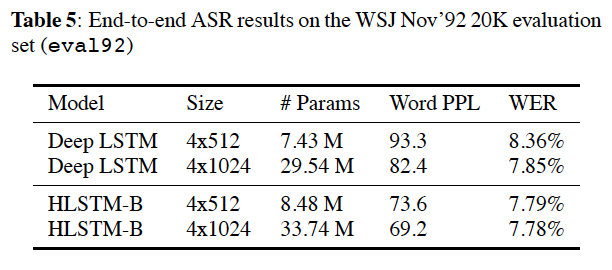 Table 5: End-to-end ASR results on the WSJ Nov’92 20K evaluation
set (eval92)
Model Size # Params Word PPL WER
Deep LSTM 4x512 7.43 M 93.3 8.36%
Deep LSTM 4x1024 29.54 M 82.4 7.85%
HLSTM-B 4x512 8.48 M 73.6 7.79%
HLSTM-B 4x1024 33.74 M 69.2 7.78%